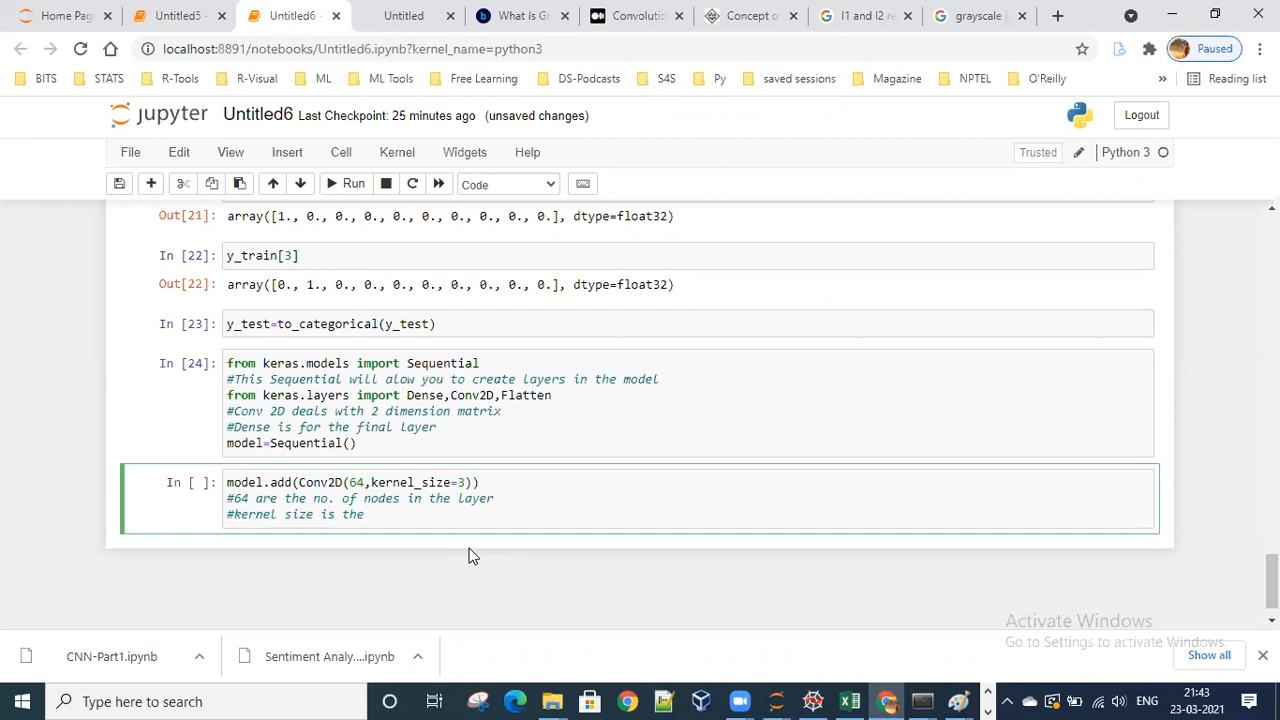 Home Pag
Untitled5 -
Untitled6 -
Untitled
What is Gr
Convolutio
Concept o
l1 and l2 re
grayscale i
localhost:8891/notebooks/Untitled6.ipynb?kernel_name=python3
Paused
BITS
STATS
R-Tools
R-Visual
ML
ML Tools
Free Learning
DS-Podcasts
S4S
Py
saved sessions
Magazine
NPTEL
O'Reilly
»
Reading list
jupyter Untitled6 Last Checkpoint: 25 minutes ago (unsaved changes)
Logout
File Edit View Insert Cell Kernel Widgets Help
Trusted
Python 3
Run
Code
Out[21]: array([1., 0., 0., 0., 0., 0., 0., 0., 0., 0.], dtype=float32)
In [22]: y_train[3]
Out[22]: array([0., 1., 0., 0., 0., 0., 0., 0., 0., 0.], dtype=float32)
In [23]: y_test=to_categorical(y_test)
In [24]: from keras.models import Sequential
#This Sequential will alow you to create layers in the model
from keras.layers import Dense,Conv2D,Flatten
#Conv 2D deals with 2 dimension matrix
#Dense is for the final layer
model=Sequential()
In [ ]: model.add(Conv2D(64,kernel_size=3))
#64 are the no. of nodes in the layer
#kernel size is the
Activate Windows
Go to Settings to activate Windows.
CNN-Part1.ipynb
Sentiment Analy....ipynb
Show all
Type here to search
ENG
21:43
23-03-2021